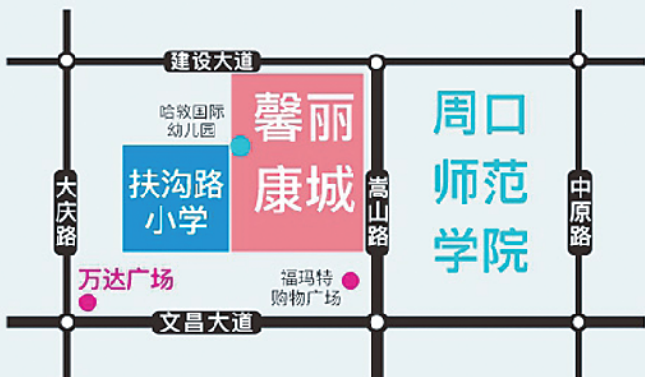 建设大道
哈敦国际
幼儿园
馨丽
康城
周口
师范
学院
扶沟路
小学
大庆路
嵩山路
中原路
万达广场
福玛特
购物广场
文昌大道